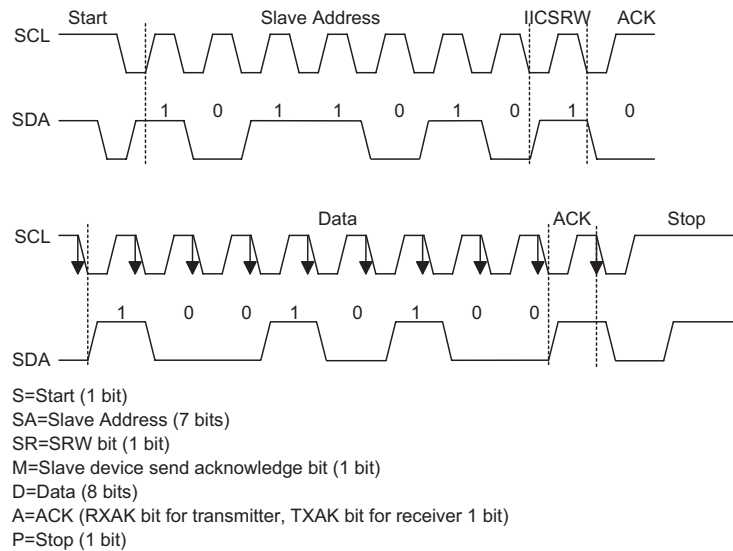 Start Slave Address IICSRW ACK
SCL
SDA 1 0 1 1 0 1 0 1 0
Data ACK Stop
SCL
1 0 0 1 0 1 0 0
SDA
S=Start (1 bit)
SA=Slave Address (7 bits)
SR=SRW bit (1 bit)
M=Slave device send acknowledge bit (1 bit)
D=Data (8 bits)
A=ACK (RXAK bit for transmitter, TXAK bit for receiver 1 bit)
P=Stop (1 bit)